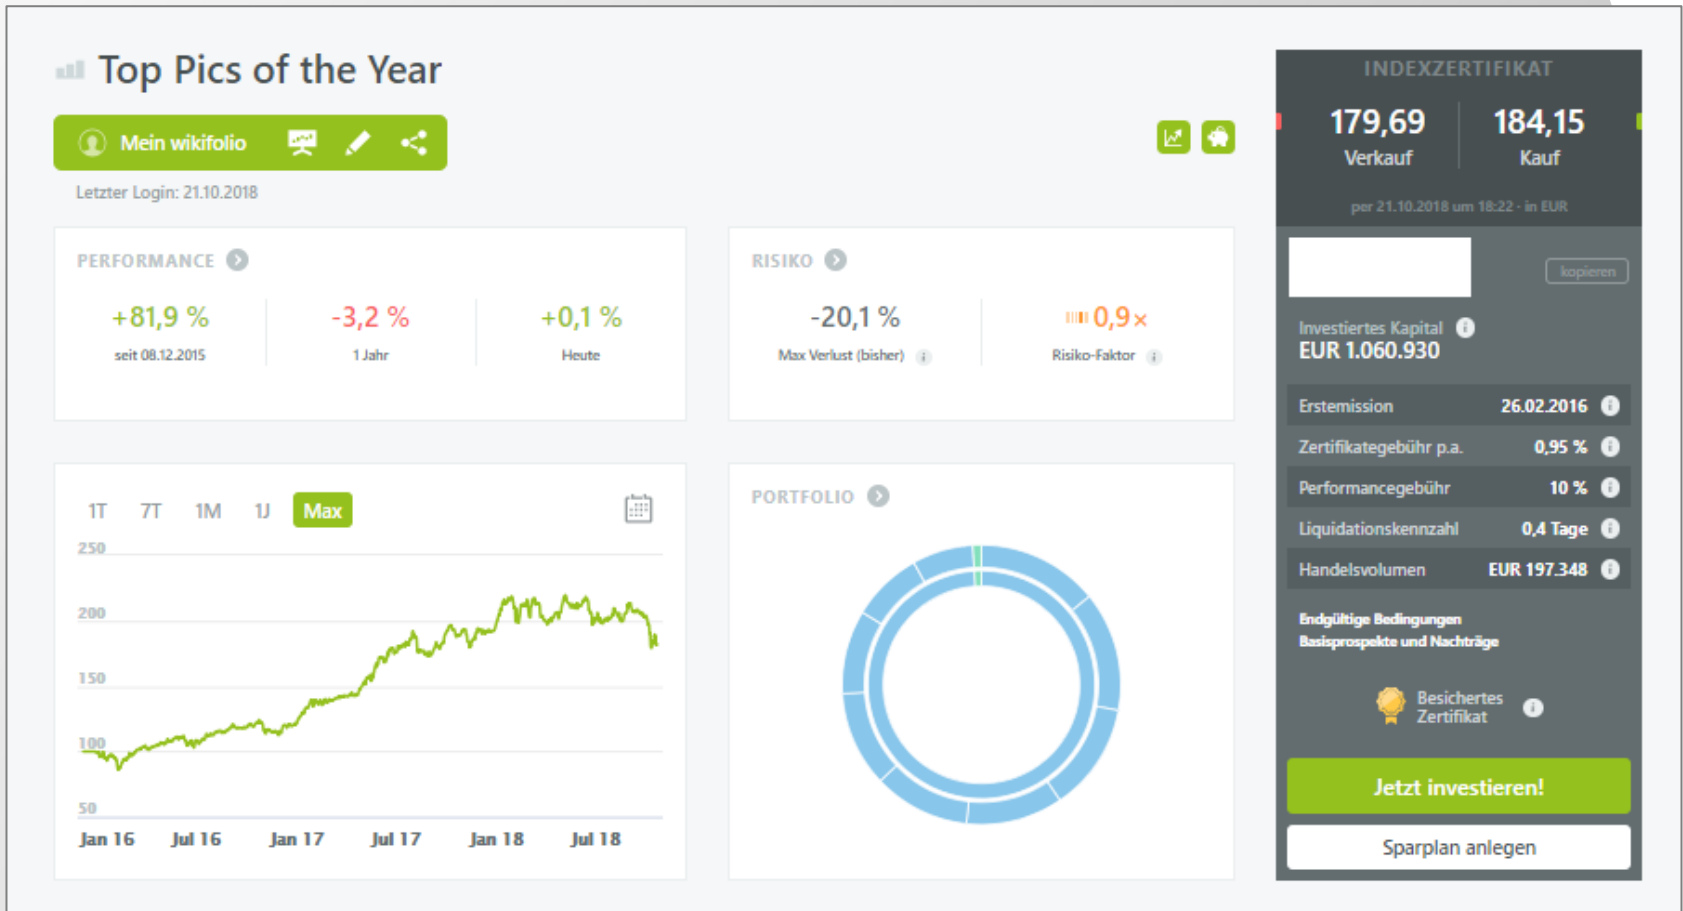 Top Pics of the Year
Mein wikifolio
Letzter Login: 21.10.2018
PERFORMANCE
+81,9 %
seit 08.12.2015
-3,2 %
1 Jahr
+0,1 %
Heute
RISIKO
-20,1 %
Max Verlust (bisher)
0,9×
Risiko-Faktor
1T 7T 1M 1J Max
250
200
150
100
50
Jan 16 Jul 16 Jan 17 Jul 17 Jan 18 Jul 18
PORTFOLIO
INDEXZERTIFIKAT
179,69
Verkauf
184,15
Kauf
per 21.10.2018 um 18:22 · in EUR
kopieren
Investiertes Kapital
EUR 1.060.930
Erstemission 26.02.2016
Zertifikategebühr p.a. 0,95 %
Performancegebühr 10 %
Liquidationskennzahl 0,4 Tage
Handelsvolumen EUR 197.348
Endgültige Bedingungen
Basisprospekte und Nachträge
Besichertes
Zertifikat
Jetzt investieren!
Sparplan anlegen